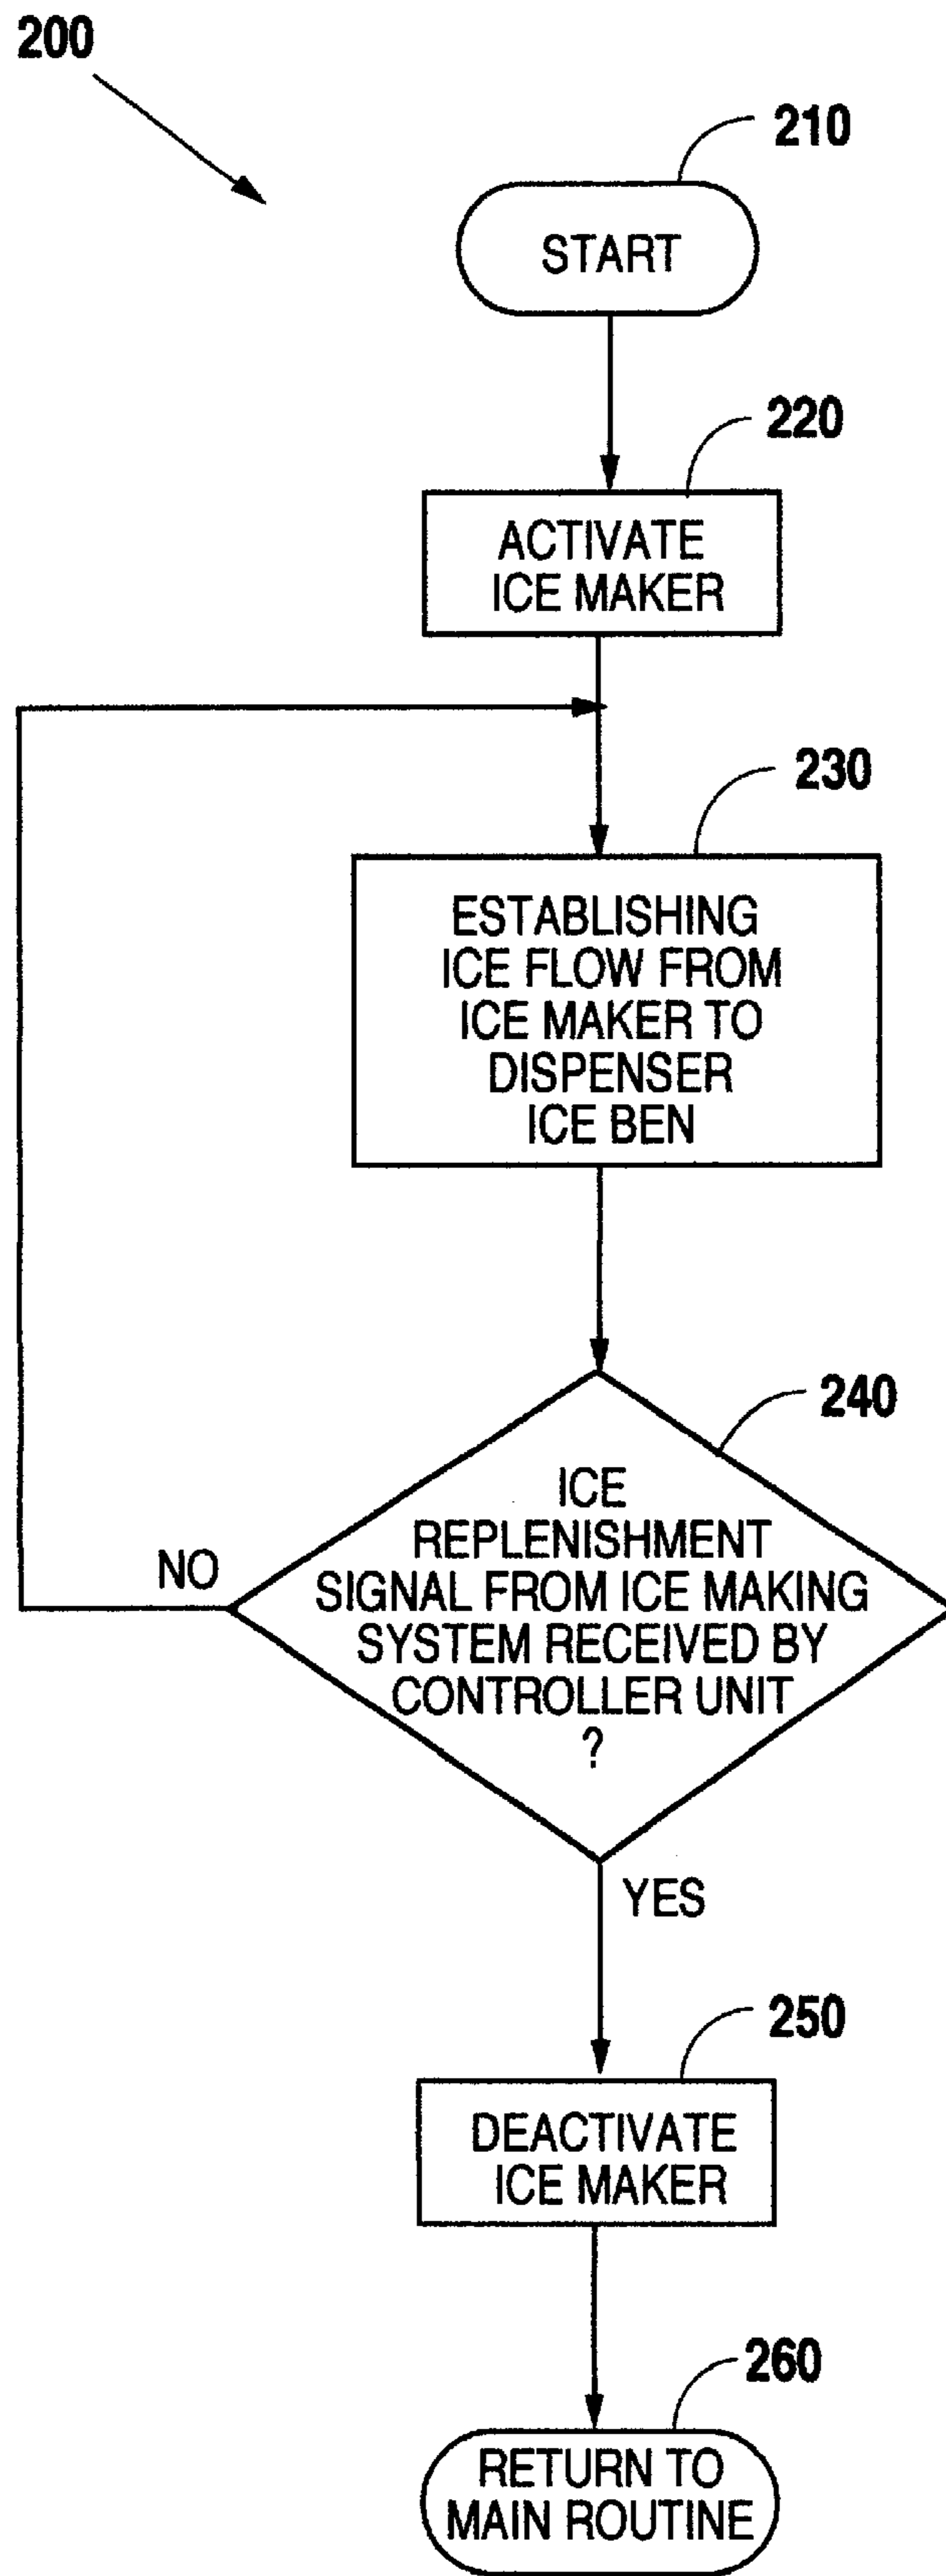 200
210
START
220
ACTIVATE
ICE MAKER
230
ESTABLISHING
ICE FLOW FROM
ICE MAKER TO
DISPENSER
ICE BEN
240
ICE
REPLENISHMENT
SIGNAL FROM ICE MAKING
SYSTEM RECEIVED BY
CONTROLLER UNIT
?
NO
YES
250
DEACTIVATE
ICE MAKER
260
RETURN TO
MAIN ROUTINE